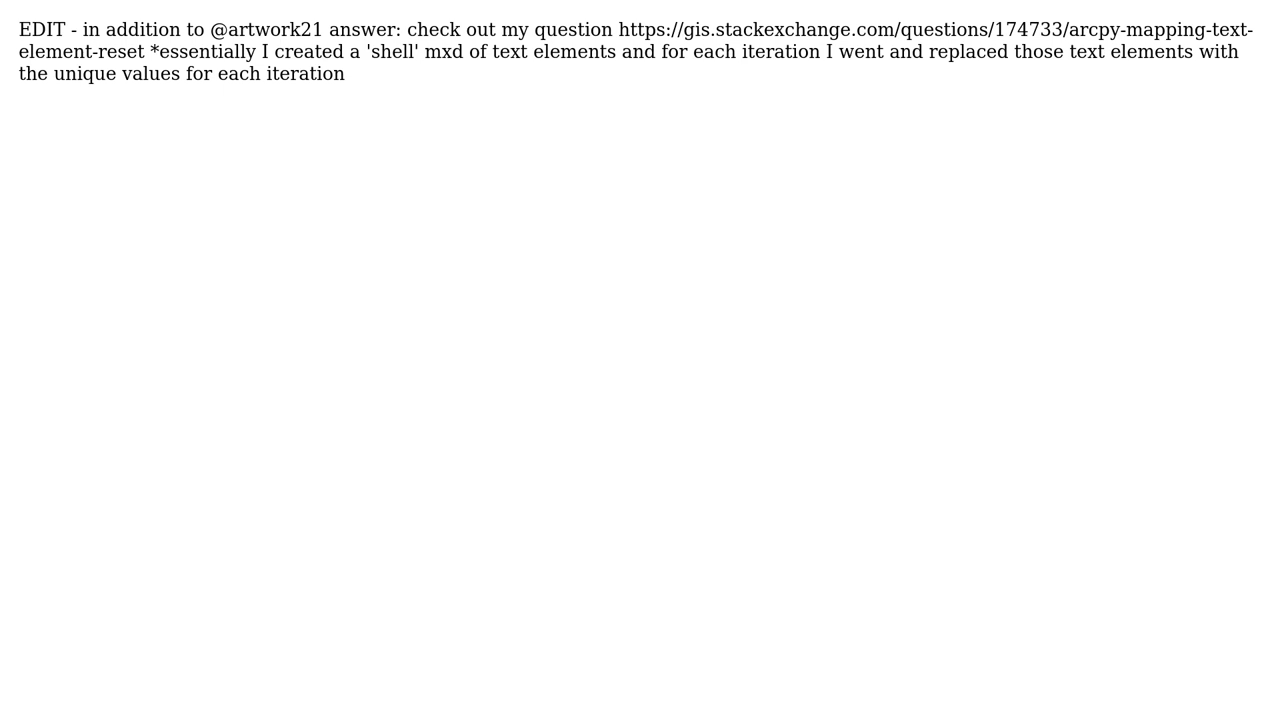 EDIT - in addition to @artwork21 answer: check out my question https://gis.stackexchange.com/questions/174733/arcpy-mapping-text-
element-reset *essentially I created a 'shell' mxd of text elements and for each iteration I went and replaced those text elements with
the unique values for each iteration